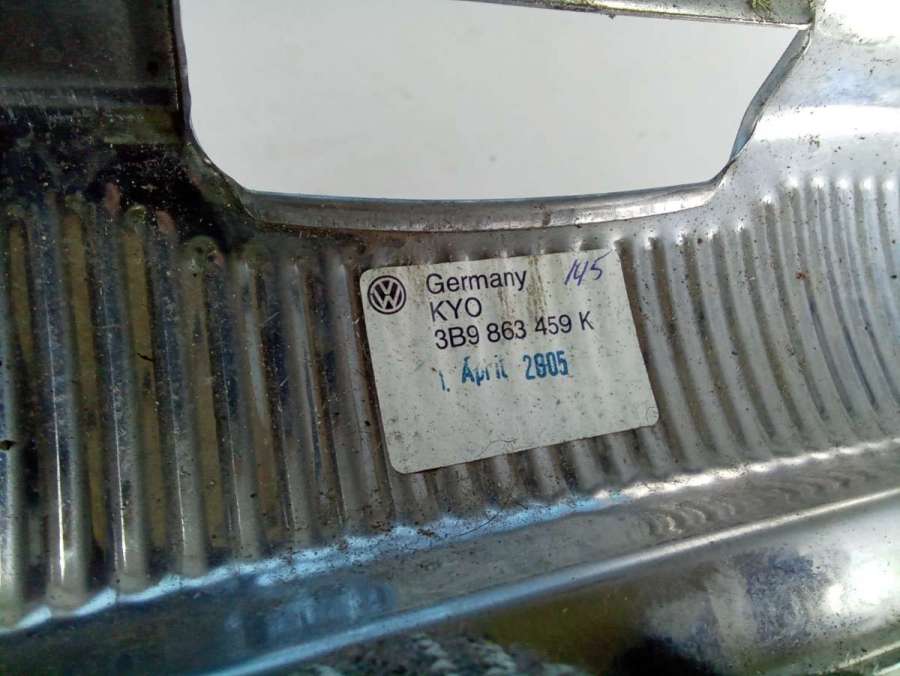 Germany 145
KYO
3B9 863 459 K
1. April 2005